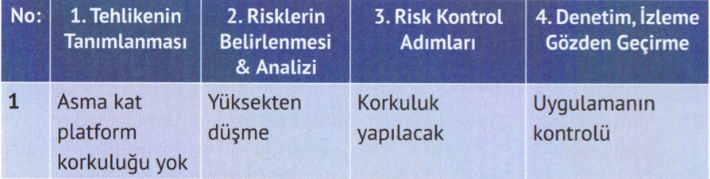 No:
1. Tehlikenin
Tanımlanması
2. Risklerin
Belirlenmesi
& Analizi
3. Risk Kontrol
Adımları
4. Denetim, İzleme
Gözden Geçirme
1
Asma kat
platform
korkuluğu yok
Yüksekten
düşme
Korkuluk
yapılacak
Uygulamanın
kontrolü